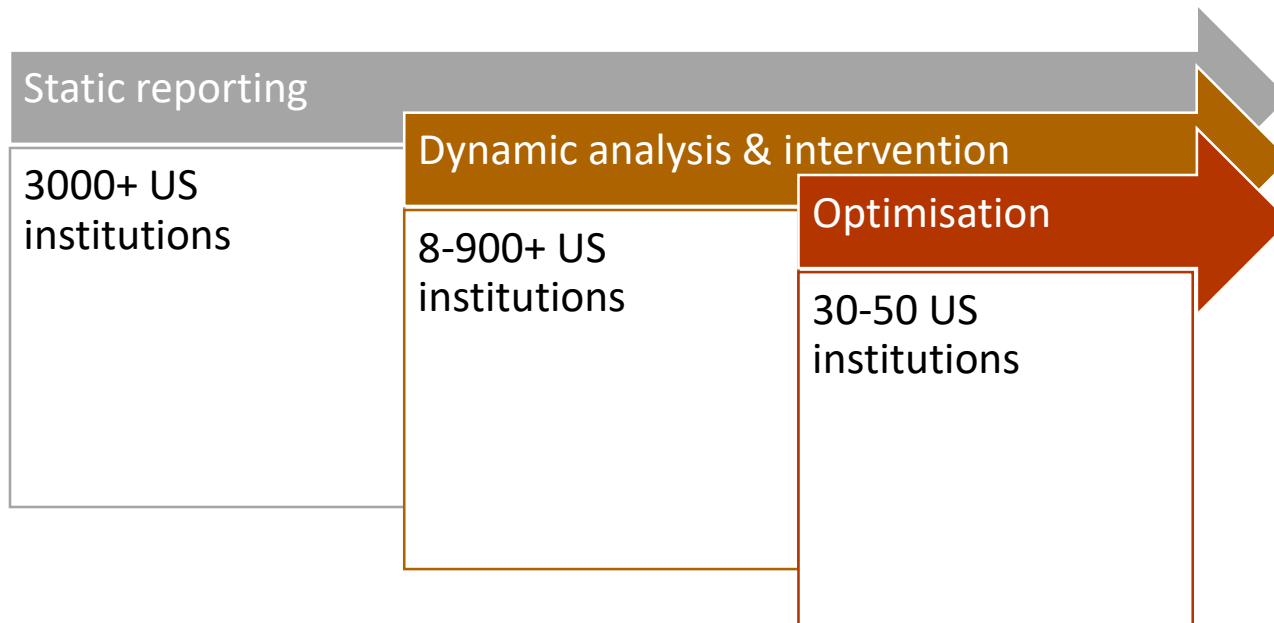 Static reporting
3000+ US
institutions
Dynamic analysis & intervention
8-900+ US
institutions
Optimisation
30-50 US
institutions